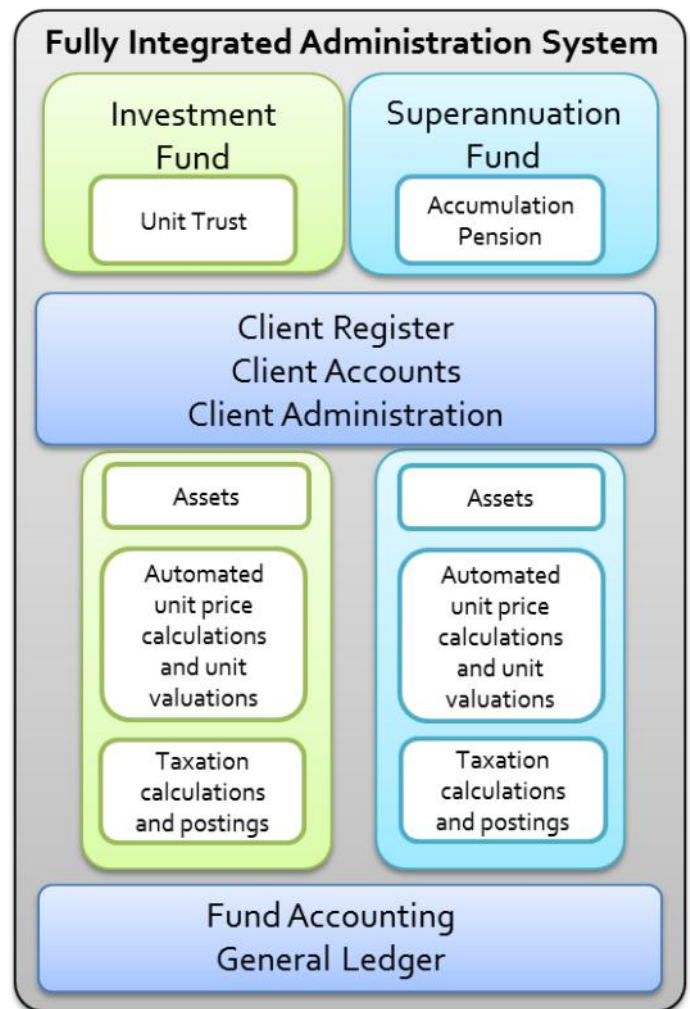 Fully Integrated Administration System
Investment
Fund
Unit Trust
Superannuation
Fund
Accumulation
Pension
Client Register
Client Accounts
Client Administration
Assets
Automated
unit price
calculations
and unit
valuations
Taxation
calculations
and postings
Assets
Automated
unit price
calculations
and unit
valuations
Taxation
calculations
and postings
Fund Accounting
General Ledger